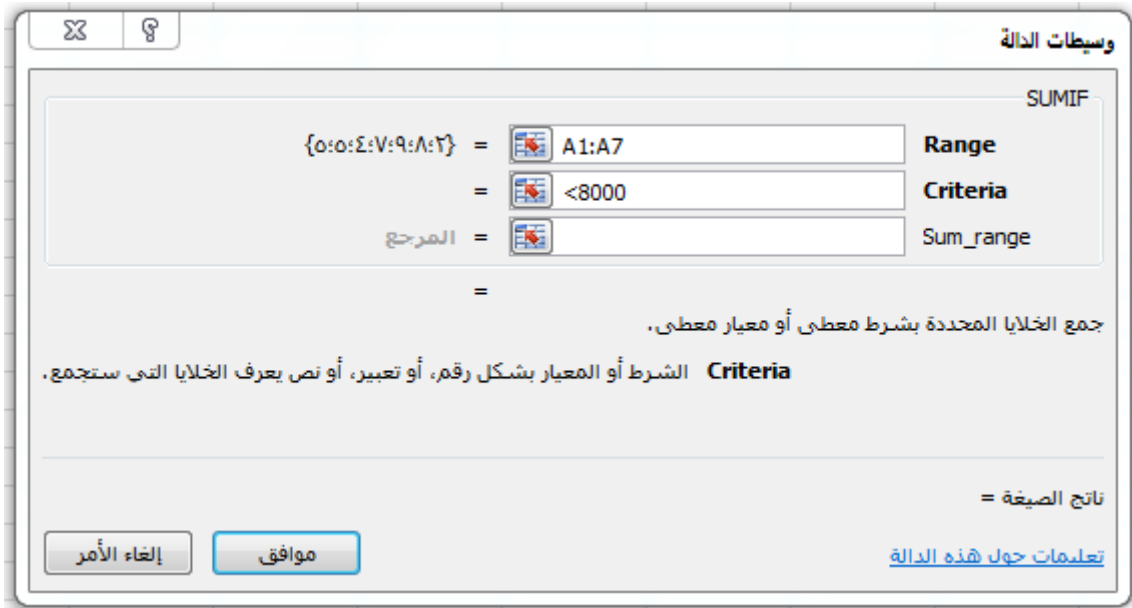 وسيطات الدالة
SUMIF
Range A1:A7 = {٢؛٨؛٩؛٧؛٤؛٥؛٥}
Criteria <8000 =
Sum_range = المرجع
=
جمع الخلايا المحددة بشرط معطى أو معيار معطى.
Criteria الشرط أو المعيار بشكل رقم، أو تعبير، أو نص يعرف الخلايا التي ستجمع.
ناتج الصيغة =
تعليمات حول هذه الدالة
موافق
إلغاء الأمر